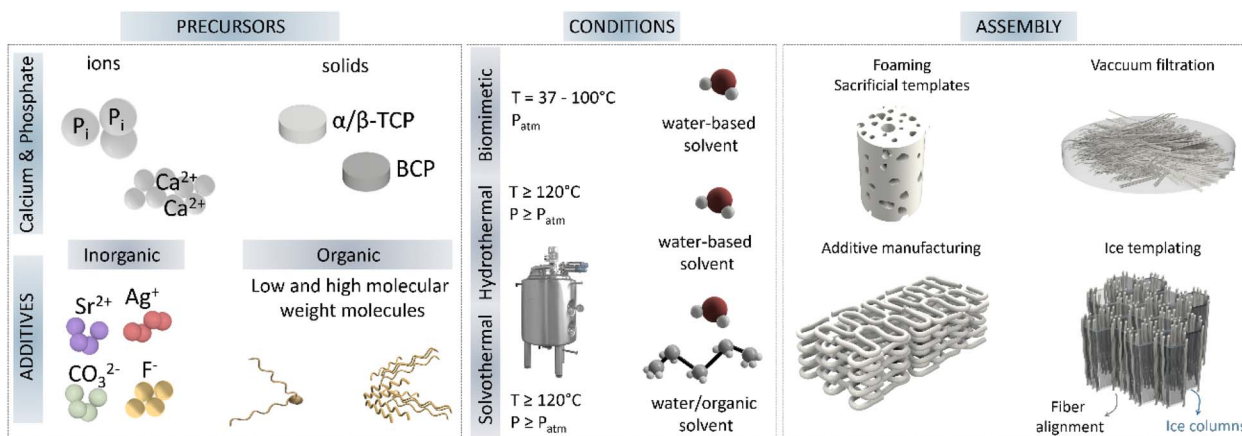 PRECURSORS
Calcium & Phosphate
ions
solids
Pᵢ
Pᵢ
Ca²⁺
Ca²⁺
α/β-TCP
BCP
ADDITIVES
Inorganic
Organic
Sr²⁺
Ag⁺
CO₃²⁻
F⁻
Low and high molecular
weight molecules
CONDITIONS
Biomimetic
T = 37 - 100°C
Pₐₜₘ
water-based
solvent
Hydrothermal
T ≥ 120°C
P ≥ Pₐₜₘ
water-based
solvent
Solvothermal
T ≥ 120°C
P ≥ Pₐₜₘ
water/organic
solvent
ASSEMBLY
Foaming
Sacrificial templates
Vaccuum filtration
Additive manufacturing
Ice templating
Fiber
alignment
Ice columns